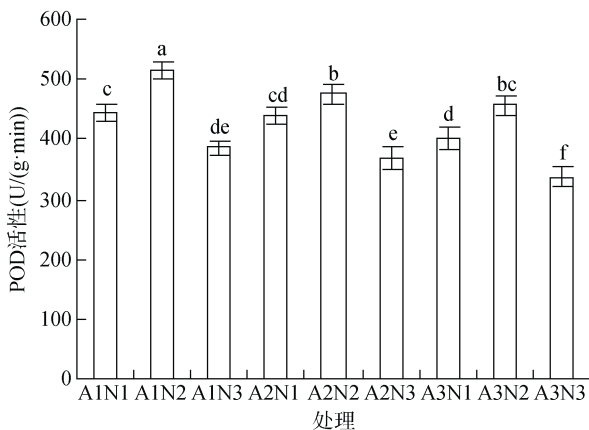 600
500
400
300
200
100
0
POD活性(U/(g·min))
c
a
de
cd
b
e
d
bc
f
A1N1 A1N2 A1N3 A2N1 A2N2 A2N3 A3N1 A3N2 A3N3
处理